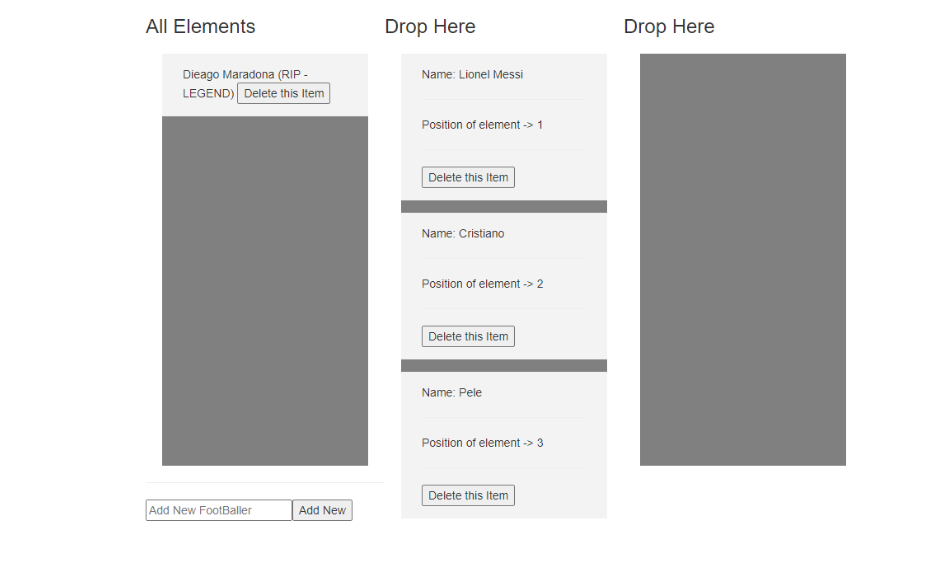 All Elements
Dieago Maradona (RIP -
LEGEND) Delete this Item
Add New FootBaller Add New
Drop Here
Name: Lionel Messi
Position of element -> 1
Delete this Item
Name: Cristiano
Position of element -> 2
Delete this Item
Name: Pele
Position of element -> 3
Delete this Item
Drop Here